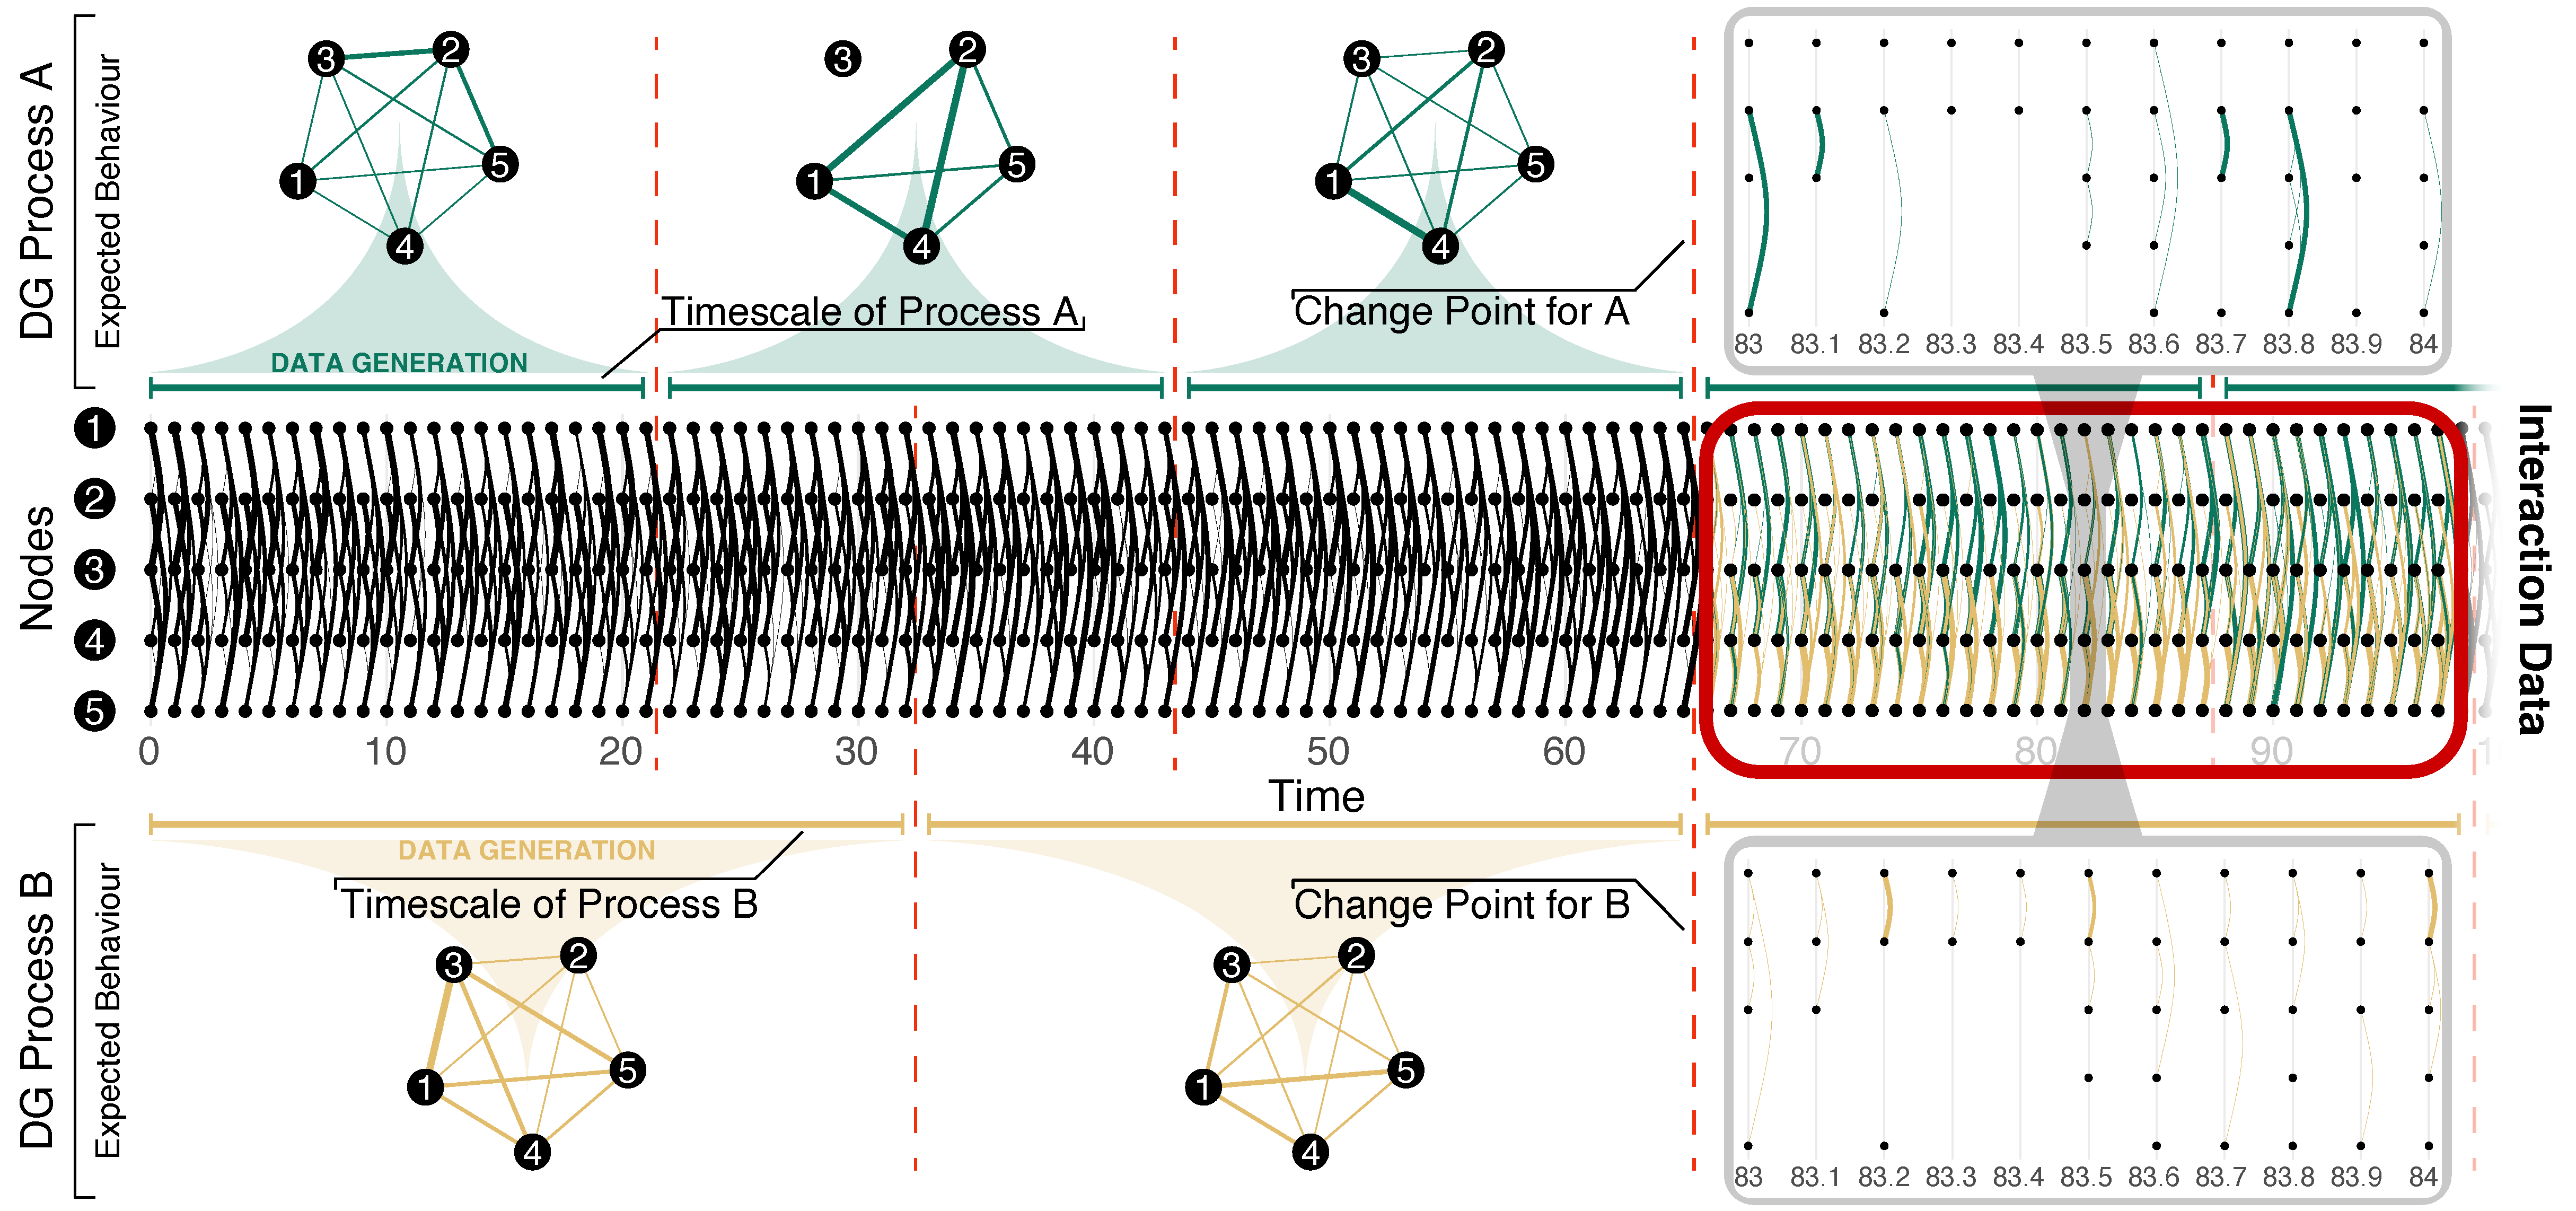 DG Process A
Expected Behaviour
3 2 1 5 4
3 2 1 5 4
3 2 1 5 4
DATA GENERATION
Timescale of Process A
Change Point for A
83 83.1 83.2 83.3 83.4 83.5 83.6 83.7 83.8 83.9 84
Nodes
1
2
3
4
5
0 10 20 30 40 50 60 70 80 90
Time
Interaction Data
DG Process B
Expected Behaviour
DATA GENERATION
Timescale of Process B
Change Point for B
3 2 1 5 4
3 2 1 5 4
83 83.1 83.2 83.3 83.4 83.5 83.6 83.7 83.8 83.9 84